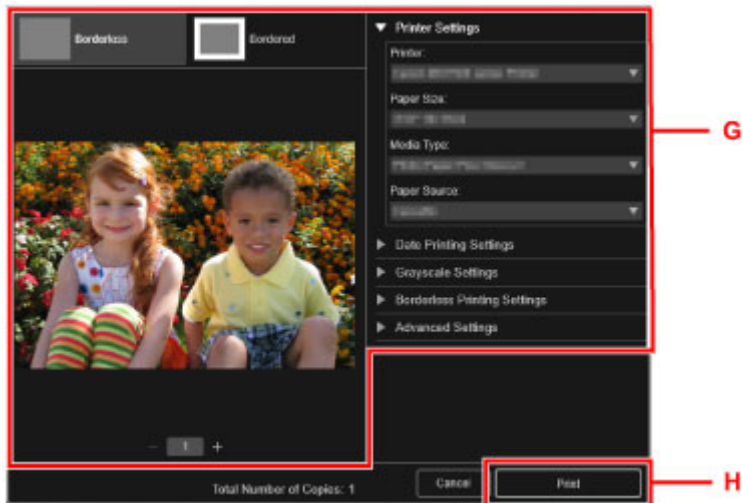 Borderless
Bordered
Printer Settings
Printer:
Paper Size:
Media Type:
Paper Source:
Date Printing Settings
Grayscale Settings
Borderless Printing Settings
Advanced Settings
G
- 1 +
Total Number of Copies: 1
Cancel
Print
H